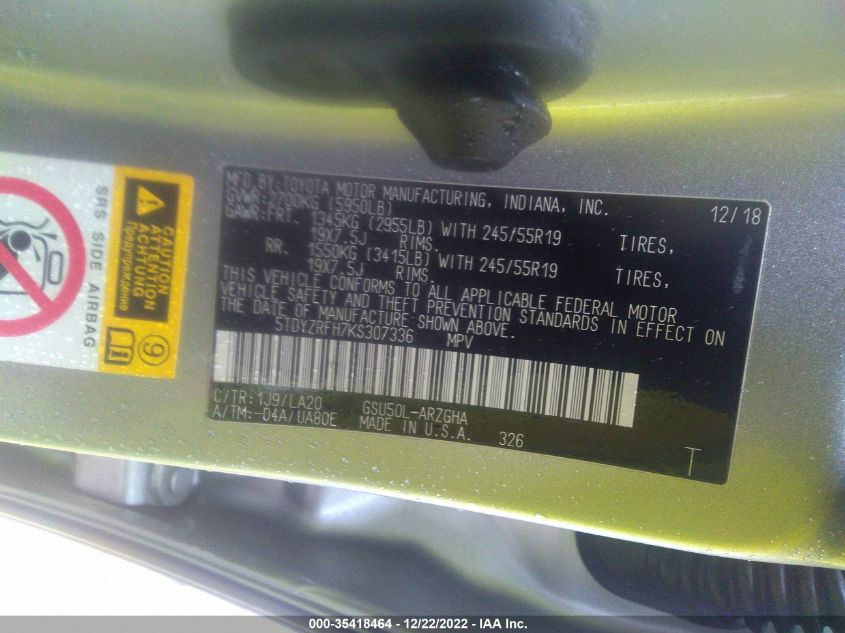 MFD BY: TOYOTA MOTOR MANUFACTURING, INDIANA, INC. 12/18
GVWR: 2700KG (5950LB)
GAWR: FRT. 1345KG (2955LB) WITH 245/55R19 TIRES,
19X7.5J RIMS.
RR. 1550KG (3415LB) WITH 245/55R19 TIRES,
19X7.5J RIMS.
THIS VEHICLE CONFORMS TO ALL APPLICABLE FEDERAL MOTOR
VEHICLE SAFETY AND THEFT PREVENTION STANDARDS IN EFFECT ON
THE DATE OF MANUFACTURE SHOWN ABOVE.
5TDYZRFH7KS307336 MPV
C/TR: 1J9/LA20 GSU50L-ARZGHA
A/TM: -04A/UA80E MADE IN U.S.A. 326
T
SRS SIDE AIRBAG
CAUTION
ATTENTION
ACHTUNG
Предупреждение
9
000-35418464 - 12/22/2022 - IAA Inc.